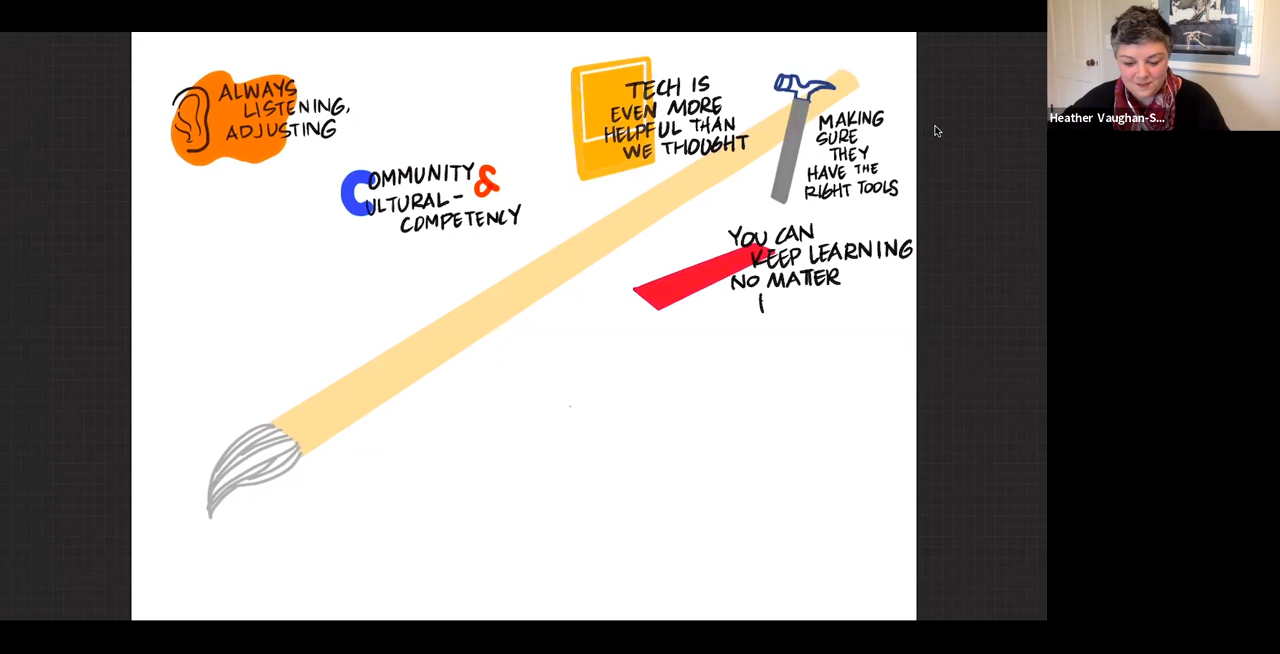 ALWAYS
LISTENING,
ADJUSTING
COMMUNITY &
CULTURAL-
COMPETENCY
TECH IS
EVEN MORE
HELPFUL THAN
WE THOUGHT
MAKING
SURE
THEY
HAVE THE
RIGHT TOOLS
YOU CAN
KEEP LEARNING
NO MATTER
Heather Vaughan-S...